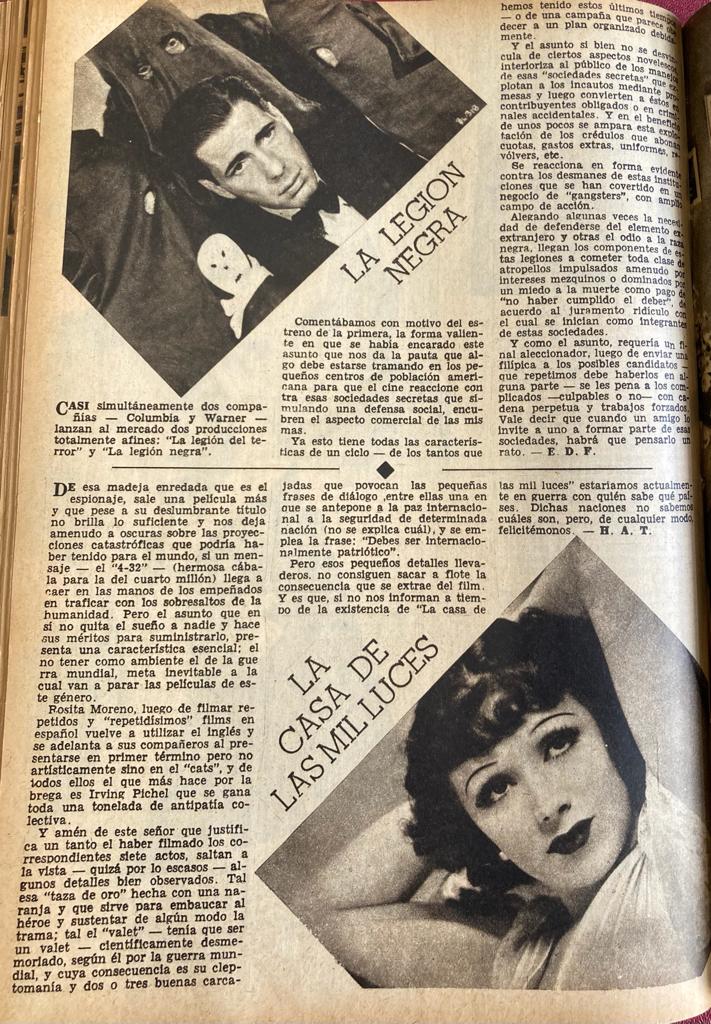 LA LEGION
NEGRA
CASI simultáneamente dos compa-
ñías — Columbia y Warner —
lanzan al mercado dos producciones
totalmente afines: "La legión del te-
rror" y "La legión negra".
Comentábamos con motivo del es-
treno de la primera, la forma valien-
te en que se había encarado este
asunto que nos da la pauta que al-
go debe estarse tramando en los pe-
queños centros de población ameri-
cana para que el cine reaccione con
tra esas sociedades secretas que si-
mulando una defensa social, encu-
bren el aspecto comercial de las mis
mas.
Ya esto tiene todas las caracterís-
ticas de un ciclo — de los tantos que
hemos tenido estos últimos tiempos
— o de una campaña que parece
decer a un plan organizado debida-
mente.
Y el asunto si bien no se desvin-
cula de ciertos aspectos novelescos
interioriza al público de los manejos
de esas "sociedades secretas" que ex-
plotan a los incautos mediante pro-
mesas y luego convierten a éstos en
contribuyentes obligados o en crimi-
nales accidentales. Y en el beneficio
de unos pocos se ampara esta explo-
tación de los crédulos que abonan
cuotas, gastos extras, uniformes, re-
vólvers, etc.
Se reacciona en forma evidente
contra los desmanes de estas institu-
ciones que se han covertido en un
negocio de "gangsters", con amplio
campo de acción.
Alegando algunas veces la necesi-
dad de defenderse del elemento ex-
extranjero y otras el odio a la raza
negra, llegan los componentes de es-
tas legiones a cometer toda clase de
atropellos impulsados amenudo por
intereses mezquinos o dominados por
un miedo a la muerte como pago de
"no haber cumplido el deber", de
acuerdo al juramento ridículo con
el cual se inician como integrantes
de estas sociedades.
Y como el asunto, requería un fi-
nal aleccionador, luego de enviar una
filípica a los posibles candidatos —
que repetimos debe haberlos en al-
guna parte — se les pena a los com-
plicados —culpables o no— con ca-
dena perpetua y trabajos forzados.
Vale decir que cuando un amigo lo
invite a uno a formar parte de esas
sociedades, habrá que pensarlo un
rato. — E. D. F.
LA
CASA DE
LAS MIL LUCES
DE esa madeja enredada que es el
espionaje, sale una película más
y que pese a su deslumbrante título
no brilla lo suficiente y nos deja
amenudo a oscuras sobre las proyec-
ciones catastróficas que podría ha-
ber tenido para el mundo, si un men-
saje — el "4-32" — (hermosa cába-
la para la del cuarto millón) llega a
caer en las manos de los empeñados
en traficar con los sobresaltos de la
humanidad. Pero el asunto que en
sí no quita el sueño a nadie y hace
sus méritos para suministrarlo, pre-
senta una característica esencial; el
no tener como ambiente el de la gue
rra mundial, meta inevitable a la
cual van a parar las películas de es-
te género.
Rosita Moreno, luego de filmar re-
petidos y "repetidísimos" films en
español vuelve a utilizar el inglés y
se adelanta a sus compañeros al pre-
sentarse en primer término pero no
artísticamente sino en el "cats", y de
todos ellos el que más hace por la
brega es Irving Pichel que se gana
toda una tonelada de antipatía co-
lectiva.
Y amén de este señor que justifi-
ca un tanto el haber filmado los co-
rrespondientes siete actos, saltan a
la vista — quizá por lo escasos — al-
gunos detalles bien observados. Tal
esa "taza de oro" hecha con una na-
ranja y que sirve para embaucar al
héroe y sustentar de algún modo la
trama; tal el "valet" — tenía que ser
un valet — científicamente desme-
moriado, según él por la guerra mun-
dial, y cuya consecuencia es su clep-
tomanía y dos o tres buenas carca-
jadas que povocan las pequeñas
frases de diálogo ,entre ellas una en
que se antepone a la paz internacio-
nal a la seguridad de determinada
nación (no se explica cuál), y se em-
plea la frase: "Debes ser internacio-
nalmente patriótico".
Pero esos pequeños detalles lleva-
deros. no consiguen sacar a flote la
consecuencia que se extrae del film.
Y es que, si no nos informan a tiem-
po de la existencia de "La casa de
las mil luces" estaríamos actualmen-
te en guerra con quién sabe qué paí-
ses. Dichas naciones no sabemos
cuáles son, pero, de cualquier modo,
felicitémonos. — H. A. T.